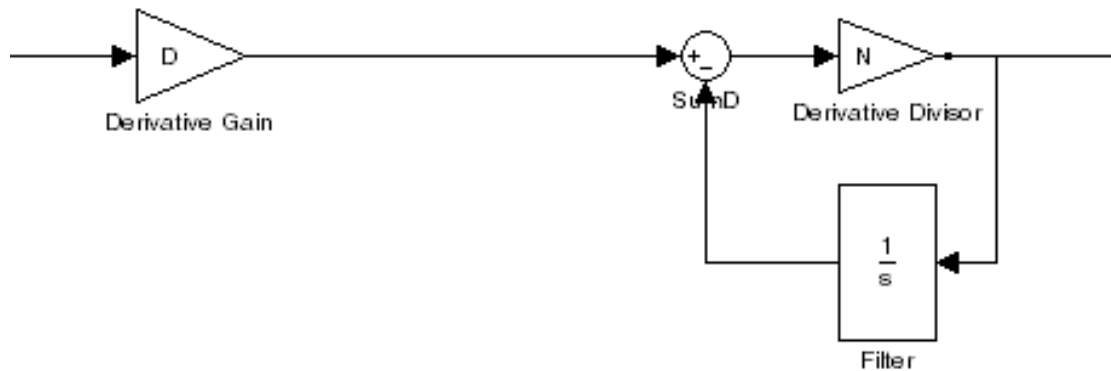 D
+
−
N
SumD
Derivative Gain
Derivative Divisor
1
s
Filter